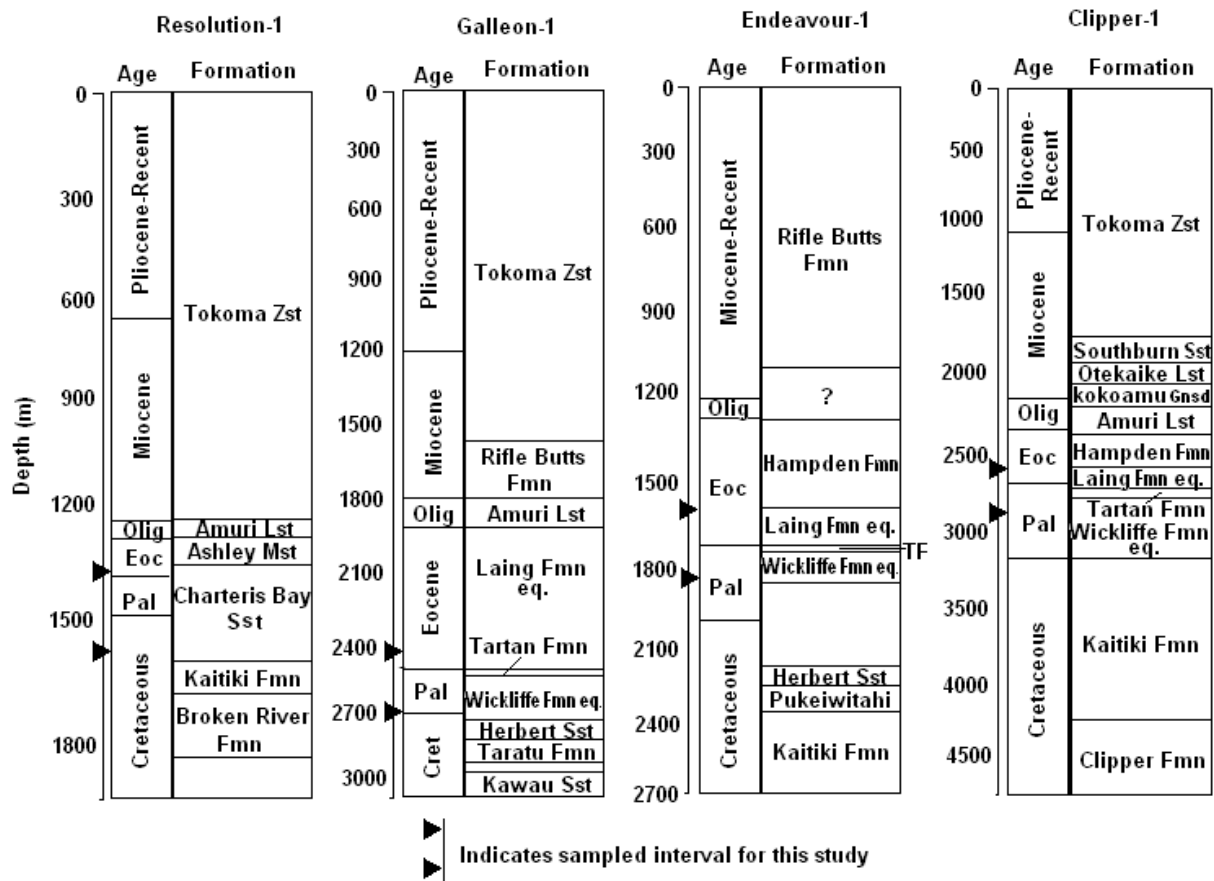 Resolution-1
Age
Formation
Depth (m)
0
300
600
900
1200
1500
1800
Pliocene-Recent
Miocene
Olig
Eoc
Pal
Cretaceous
Tokoma Zst
Amuri Lst
Ashley Mst
Charteris Bay
Sst
Kaitiki Fmn
Broken River
Fmn
Galleon-1
Age
Formation
0
300
600
900
1200
1500
1800
2100
2400
2700
3000
Pliocene-Recent
Miocene
Olig
Eocene
Pal
Cret
Tokoma Zst
Rifle Butts
Fmn
Amuri Lst
Laing Fmn
eq.
Tartan Fmn
Wickliffe Fmn eq.
Herbert Sst
Taratu Fmn
Kawau Sst
Endeavour-1
Age
Formation
0
300
600
900
1200
1500
1800
2100
2400
2700
Miocene-Recent
Olig
Eoc
Pal
Cretaceous
Rifle Butts
Fmn
?
Hampden Fmn
Laing Fmn eq.
TF
Wickliffe Fmn eq.
Herbert Sst
Pukeiwitahi
Kaitiki Fmn
Clipper-1
Age
Formation
0
500
1000
1500
2000
2500
3000
3500
4000
4500
Pliocene-
Recent
Miocene
Olig
Eoc
Pal
Cretaceous
Tokoma Zst
Southburn Sst
Otekaike Lst
kokoamu Gnsd
Amuri Lst
Hampden Fmn
Laing Fmn eq.
Tartan Fmn
Wickliffe Fmn
eq.
Kaitiki Fmn
Clipper Fmn
Indicates sampled interval for this study